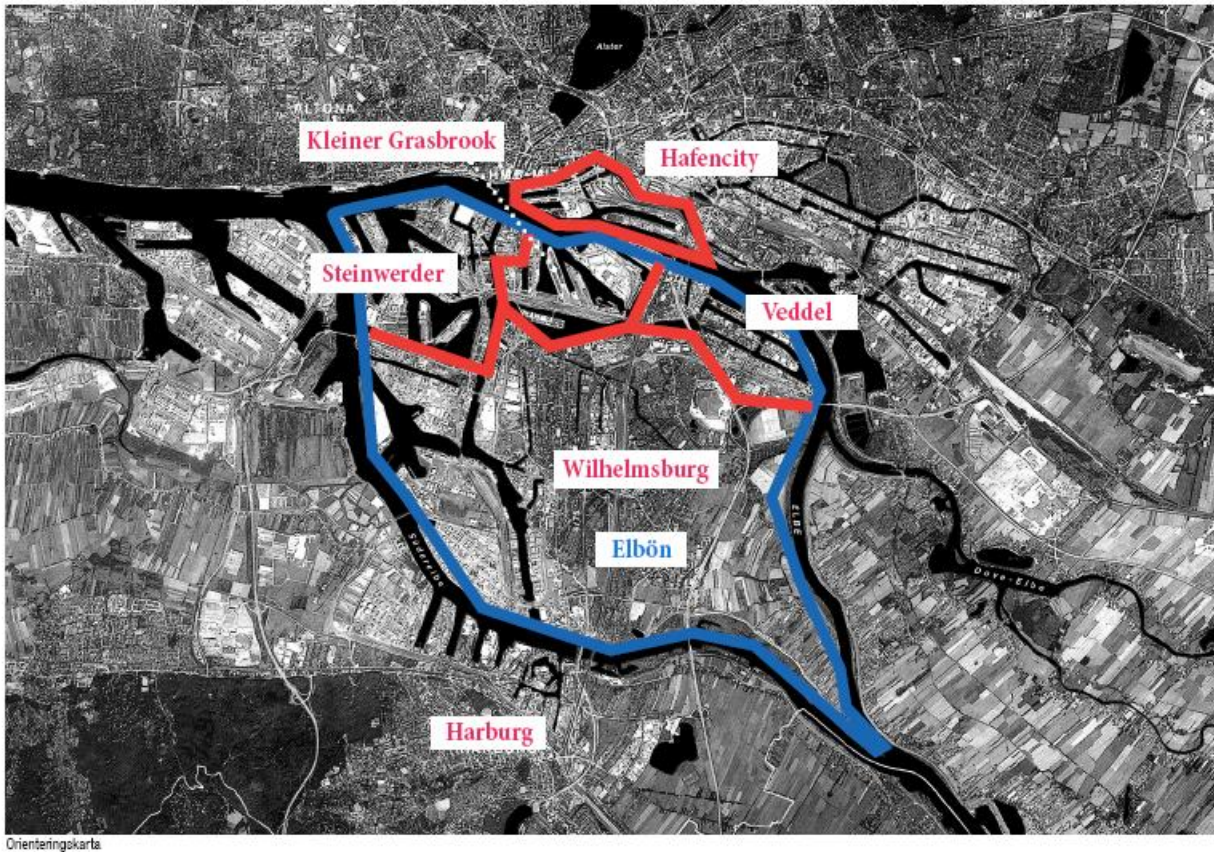 Alster
ALTONA
Kleiner Grasbrook
Hafencity
Steinwerder
Veddel
Wilhelmsburg
ELBE
Elbön
Süderelbe
Dove-Elbe
Harburg
Orienteringskarta